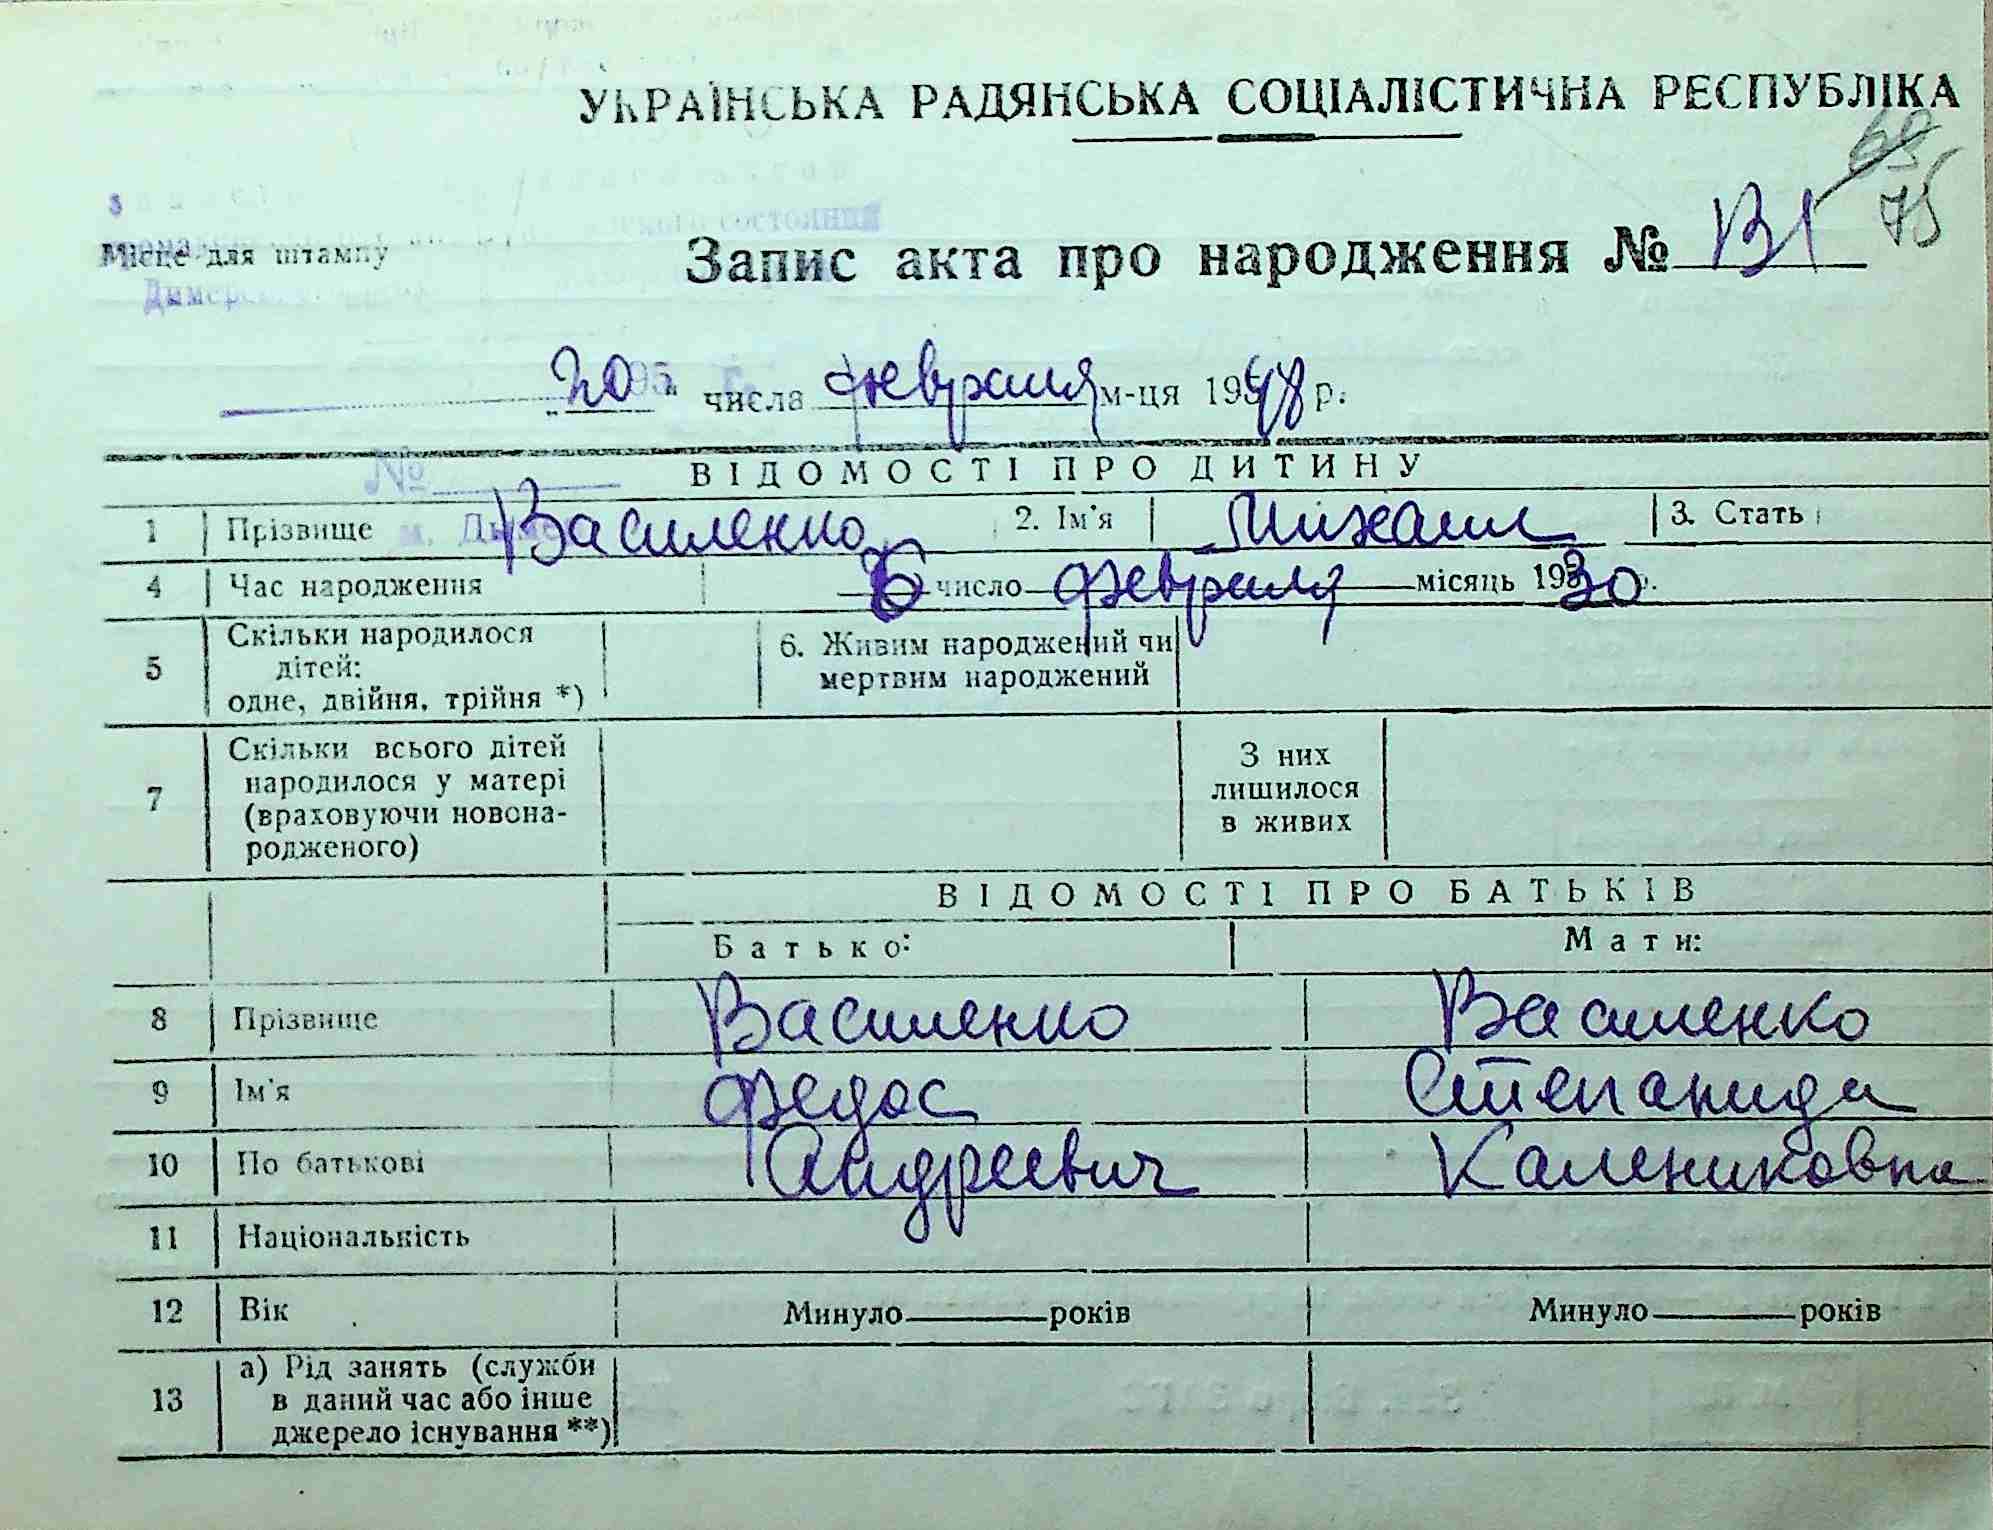 УКРАЇНСЬКА РАДЯНСЬКА СОЦІАЛІСТИЧНА РЕСПУБЛІКА
69
75
Місце для штампу
Запис акта про народження № В1
„20" числа февраля м-ця 1948 р.
№
ВІДОМОСТІ ПРО ДИТИНУ
1 Прізвище Василенко 2. Ім'я Михаил 3. Стать
4 Час народження 6 число февраля місяць 1930 р.
5 Скільки народилося дітей: одне, двійня, трійня *) 6. Живим народжений чи мертвим народжений
7 Скільки всього дітей народилося у матері (враховуючи новонародженого) З них лишилося в живих
ВІДОМОСТІ ПРО БАТЬКІВ
Батько: Мати:
8 Прізвище Василенко Василенко
9 Ім'я Федос Степанида
10 По батькові Андреевич Калениковна
11 Національність
12 Вік Минуло років Минуло років
13 а) Рід занять (служби в даний час або інше джерело існування **)